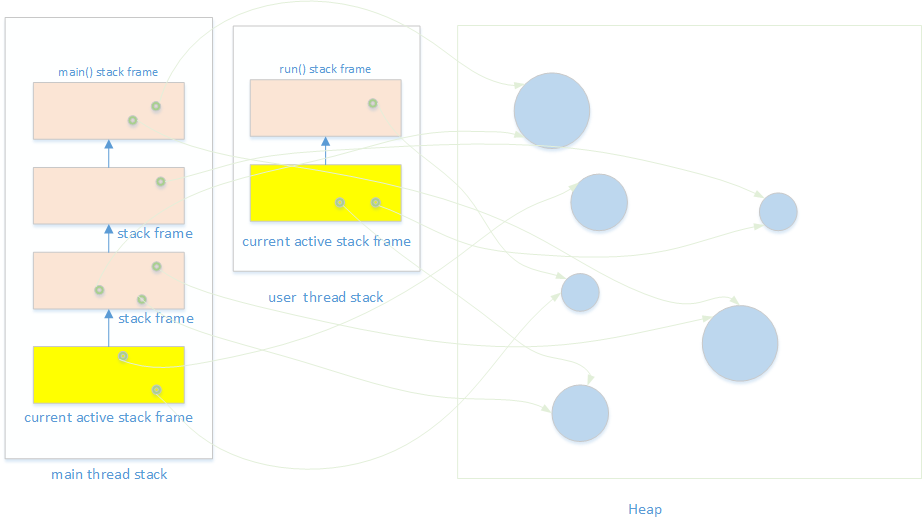 main() stack frame
stack frame
stack frame
current active stack frame
main thread stack
run() stack frame
current active stack frame
user thread stack
Heap